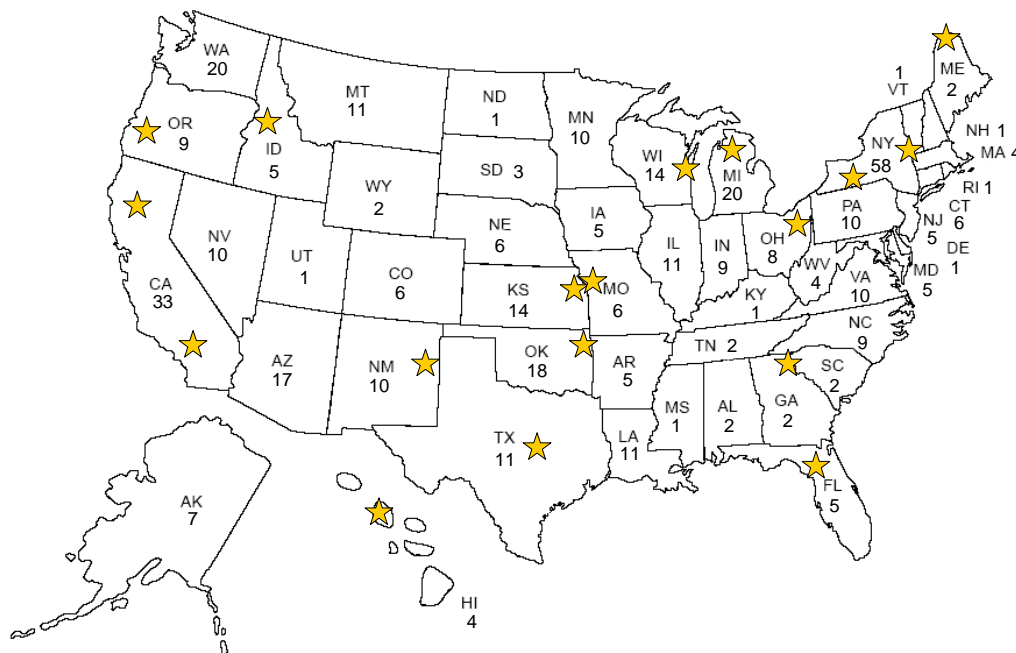 WA
20
OR
9
ID
5
MT
11
ND
1
MN
10
WI
14
MI
20
1
VT
ME
2
NH 1
MA 4
RI 1
CT
6
NY
58
NJ
5
DE
1
MD
5
PA
10
SD 3
WY
2
NE
6
IA
5
IL
11
IN
9
OH
8
WV
4
VA
10
NV
10
UT
1
CO
6
KS
14
MO
6
KY
1
CA
33
AZ
17
NM
10
OK
18
AR
5
TN 2
NC
9
SC
2
GA
2
AL
2
MS
1
LA
11
TX
11
FL
5
AK
7
HI
4